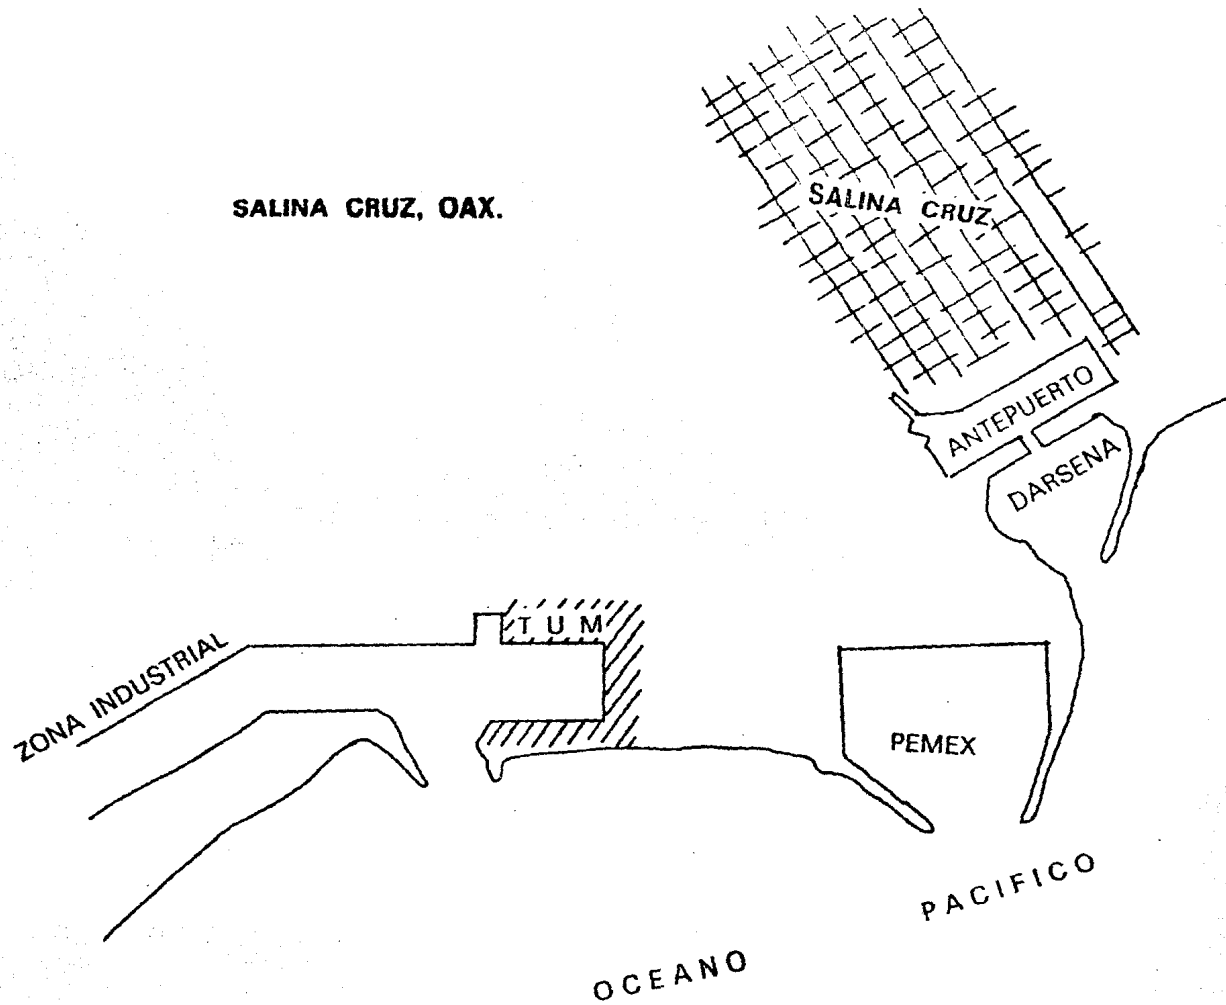 SALINA CRUZ, OAX.
SALINA CRUZ
ANTEPUERTO
DARSENA
T U M
ZONA INDUSTRIAL
PEMEX
PACIFICO
OCEANO